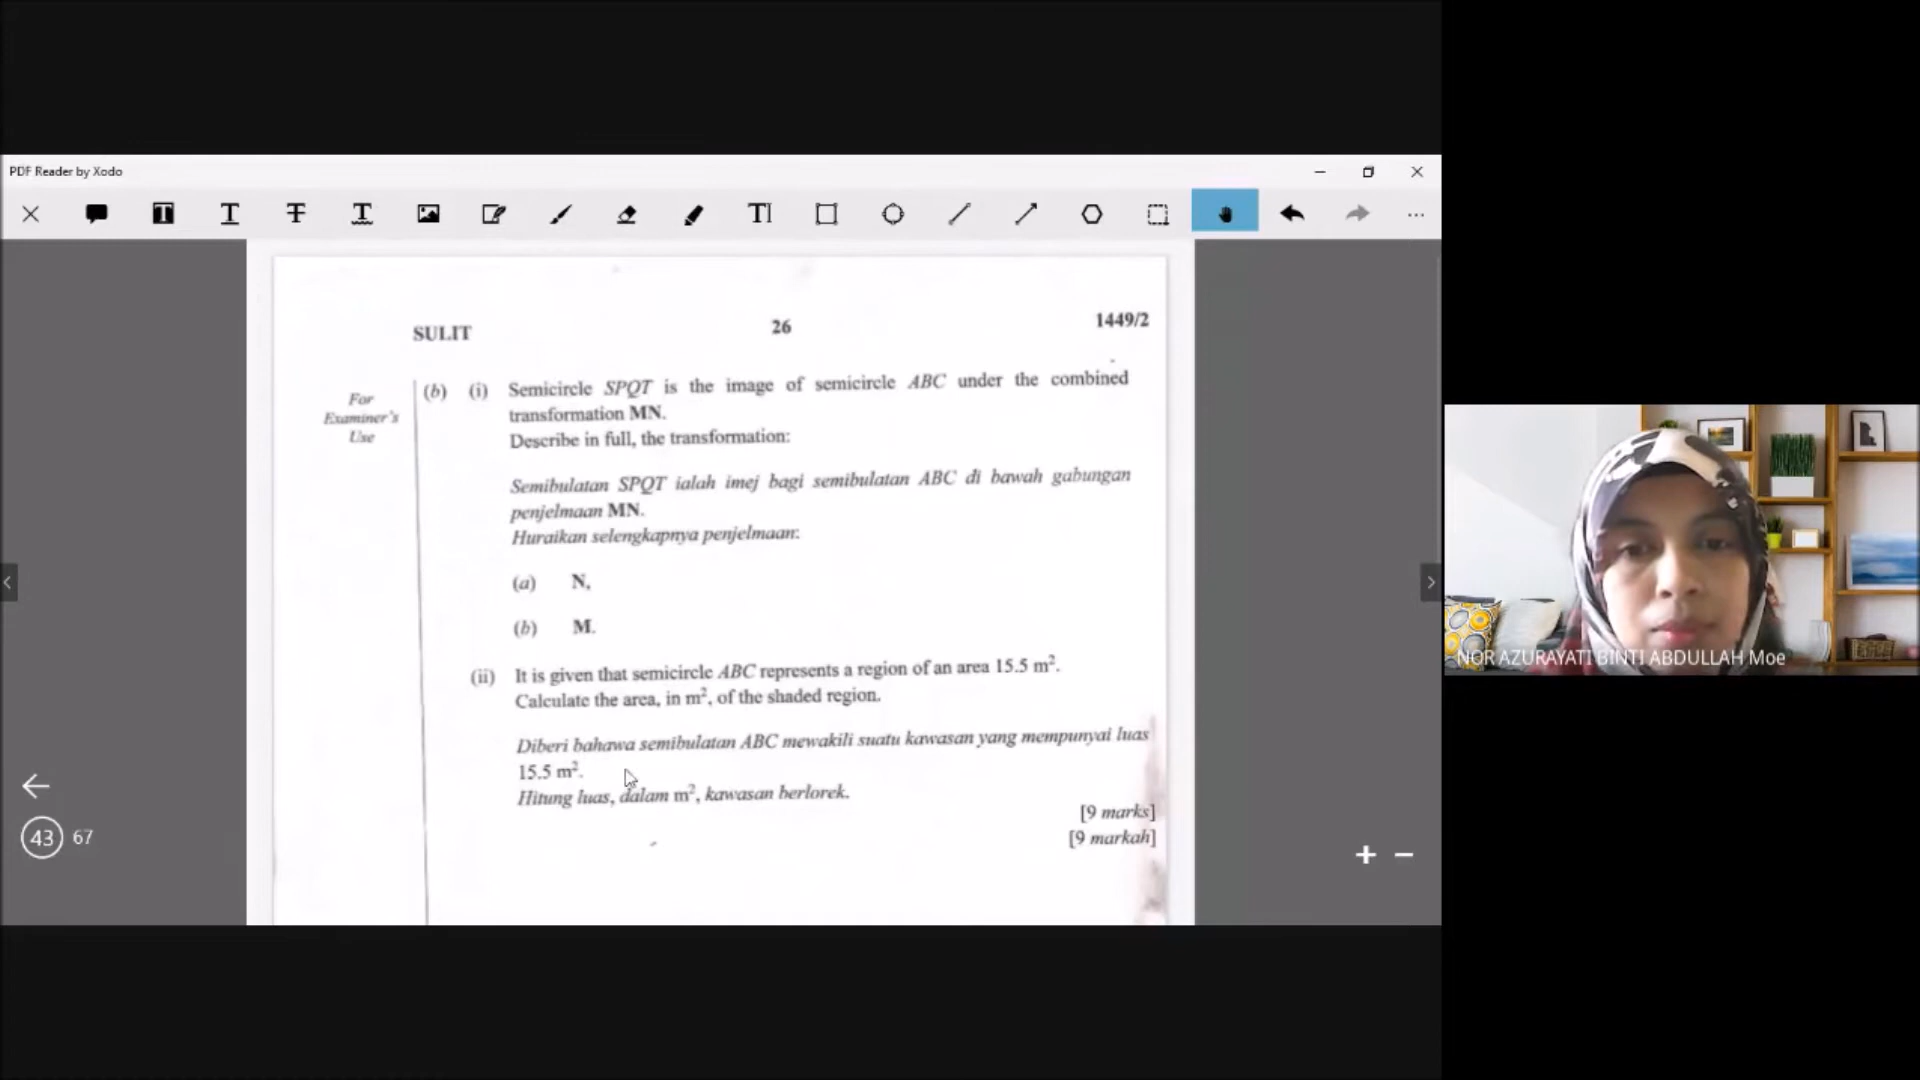 PDF Reader by Xodo
SULIT
26
1449/2
For
Examiner's
Use
(b) (i) Semicircle SPQT is the image of semicircle ABC under the combined
transformation MN.
Describe in full, the transformation:
Semibulatan SPQT ialah imej bagi semibulatan ABC di bawah gabungan
penjelmaan MN.
Huraikan selengkapnya penjelmaan:
(a) N,
(b) M.
(ii) It is given that semicircle ABC represents a region of an area 15.5 m².
Calculate the area, in m², of the shaded region.
Diberi bahawa semibulatan ABC mewakili suatu kawasan yang mempunyai luas
15.5 m².
Hitung luas, dalam m², kawasan berlorek.
[9 marks]
[9 markah]
43 67
NOR AZURAYATI BINTI ABDULLAH Moe